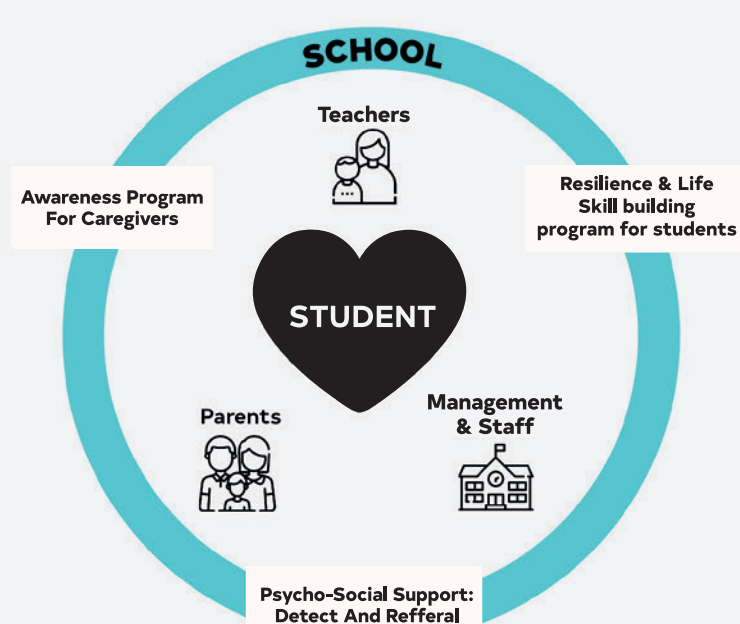 SCHOOL
Teachers
Awareness Program
For Caregivers
Resilience & Life
Skill building
program for students
STUDENT
Parents
Management
& Staff
Psycho-Social Support:
Detect And Refferal